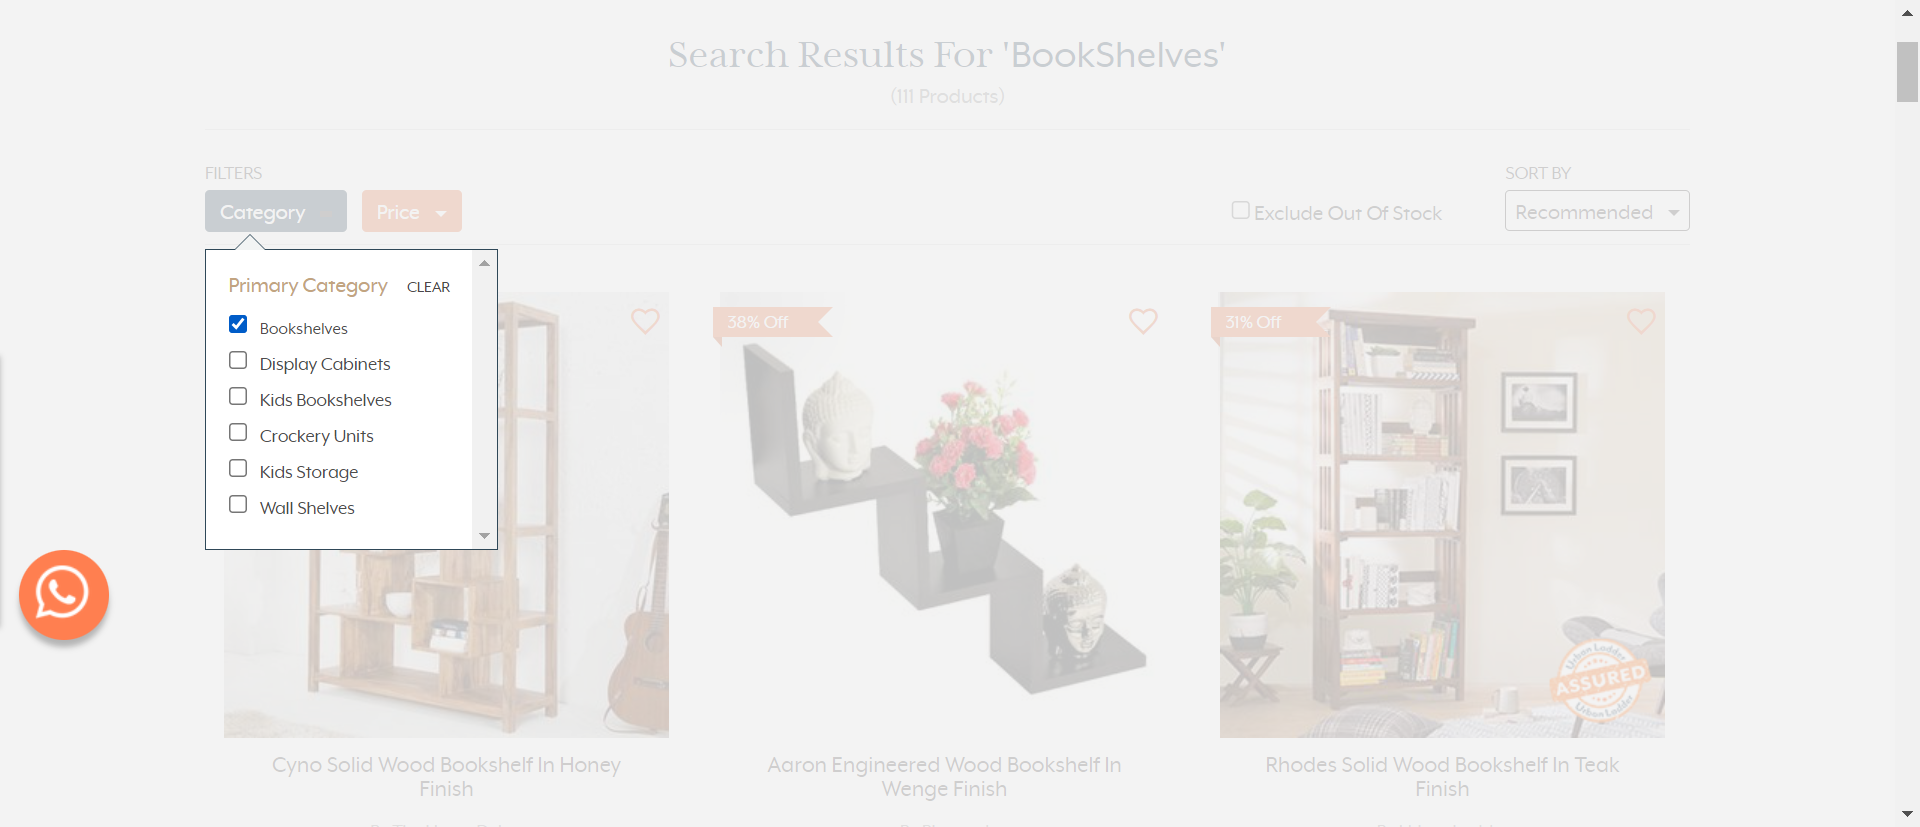 Search Results For 'BookShelves'
(111 Products)
FILTERS
SORT BY
Category
Price
Exclude Out Of Stock
Recommended
Primary Category CLEAR
Bookshelves
Display Cabinets
Kids Bookshelves
Crockery Units
Kids Storage
Wall Shelves
38% Off
31% Off
Urban Ladder
ASSURED
Urban Ladder
Cyno Solid Wood Bookshelf In Honey
Finish
Aaron Engineered Wood Bookshelf In
Wenge Finish
Rhodes Solid Wood Bookshelf In Teak
Finish